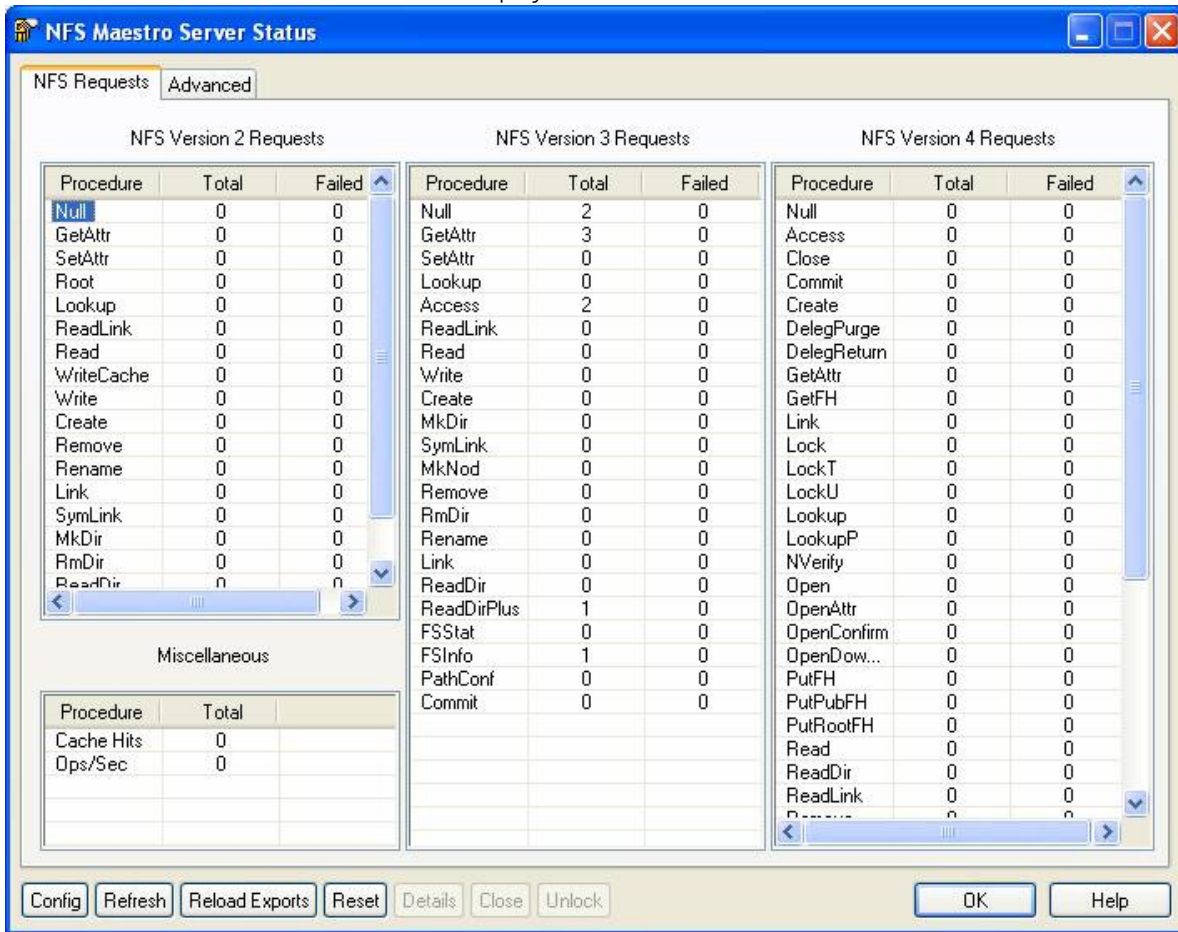 NFS Maestro Server Status
NFS Requests Advanced
NFS Version 2 Requests
Procedure Total Failed
Null 0 0
GetAttr 0 0
SetAttr 0 0
Root 0 0
Lookup 0 0
ReadLink 0 0
Read 0 0
WriteCache 0 0
Write 0 0
Create 0 0
Remove 0 0
Rename 0 0
Link 0 0
SymLink 0 0
MkDir 0 0
RmDir 0 0
ReadDir 0 0
Miscellaneous
Procedure Total
Cache Hits 0
Ops/Sec 0
NFS Version 3 Requests
Procedure Total Failed
Null 2 0
GetAttr 3 0
SetAttr 0 0
Lookup 0 0
Access 2 0
ReadLink 0 0
Read 0 0
Write 0 0
Create 0 0
MkDir 0 0
SymLink 0 0
MkNod 0 0
Remove 0 0
RmDir 0 0
Rename 0 0
Link 0 0
ReadDir 0 0
ReadDirPlus 1 0
FSStat 0 0
FSInfo 1 0
PathConf 0 0
Commit 0 0
NFS Version 4 Requests
Procedure Total Failed
Null 0 0
Access 0 0
Close 0 0
Commit 0 0
Create 0 0
DelegPurge 0 0
DelegReturn 0 0
GetAttr 0 0
GetFH 0 0
Link 0 0
Lock 0 0
LockT 0 0
LockU 0 0
Lookup 0 0
LookupP 0 0
NVerify 0 0
Open 0 0
OpenAttr 0 0
OpenConfirm 0 0
OpenDow... 0 0
PutFH 0 0
PutPubFH 0 0
PutRootFH 0 0
Read 0 0
ReadDir 0 0
ReadLink 0 0
Config Refresh Reload Exports Reset Details Close Unlock OK Help